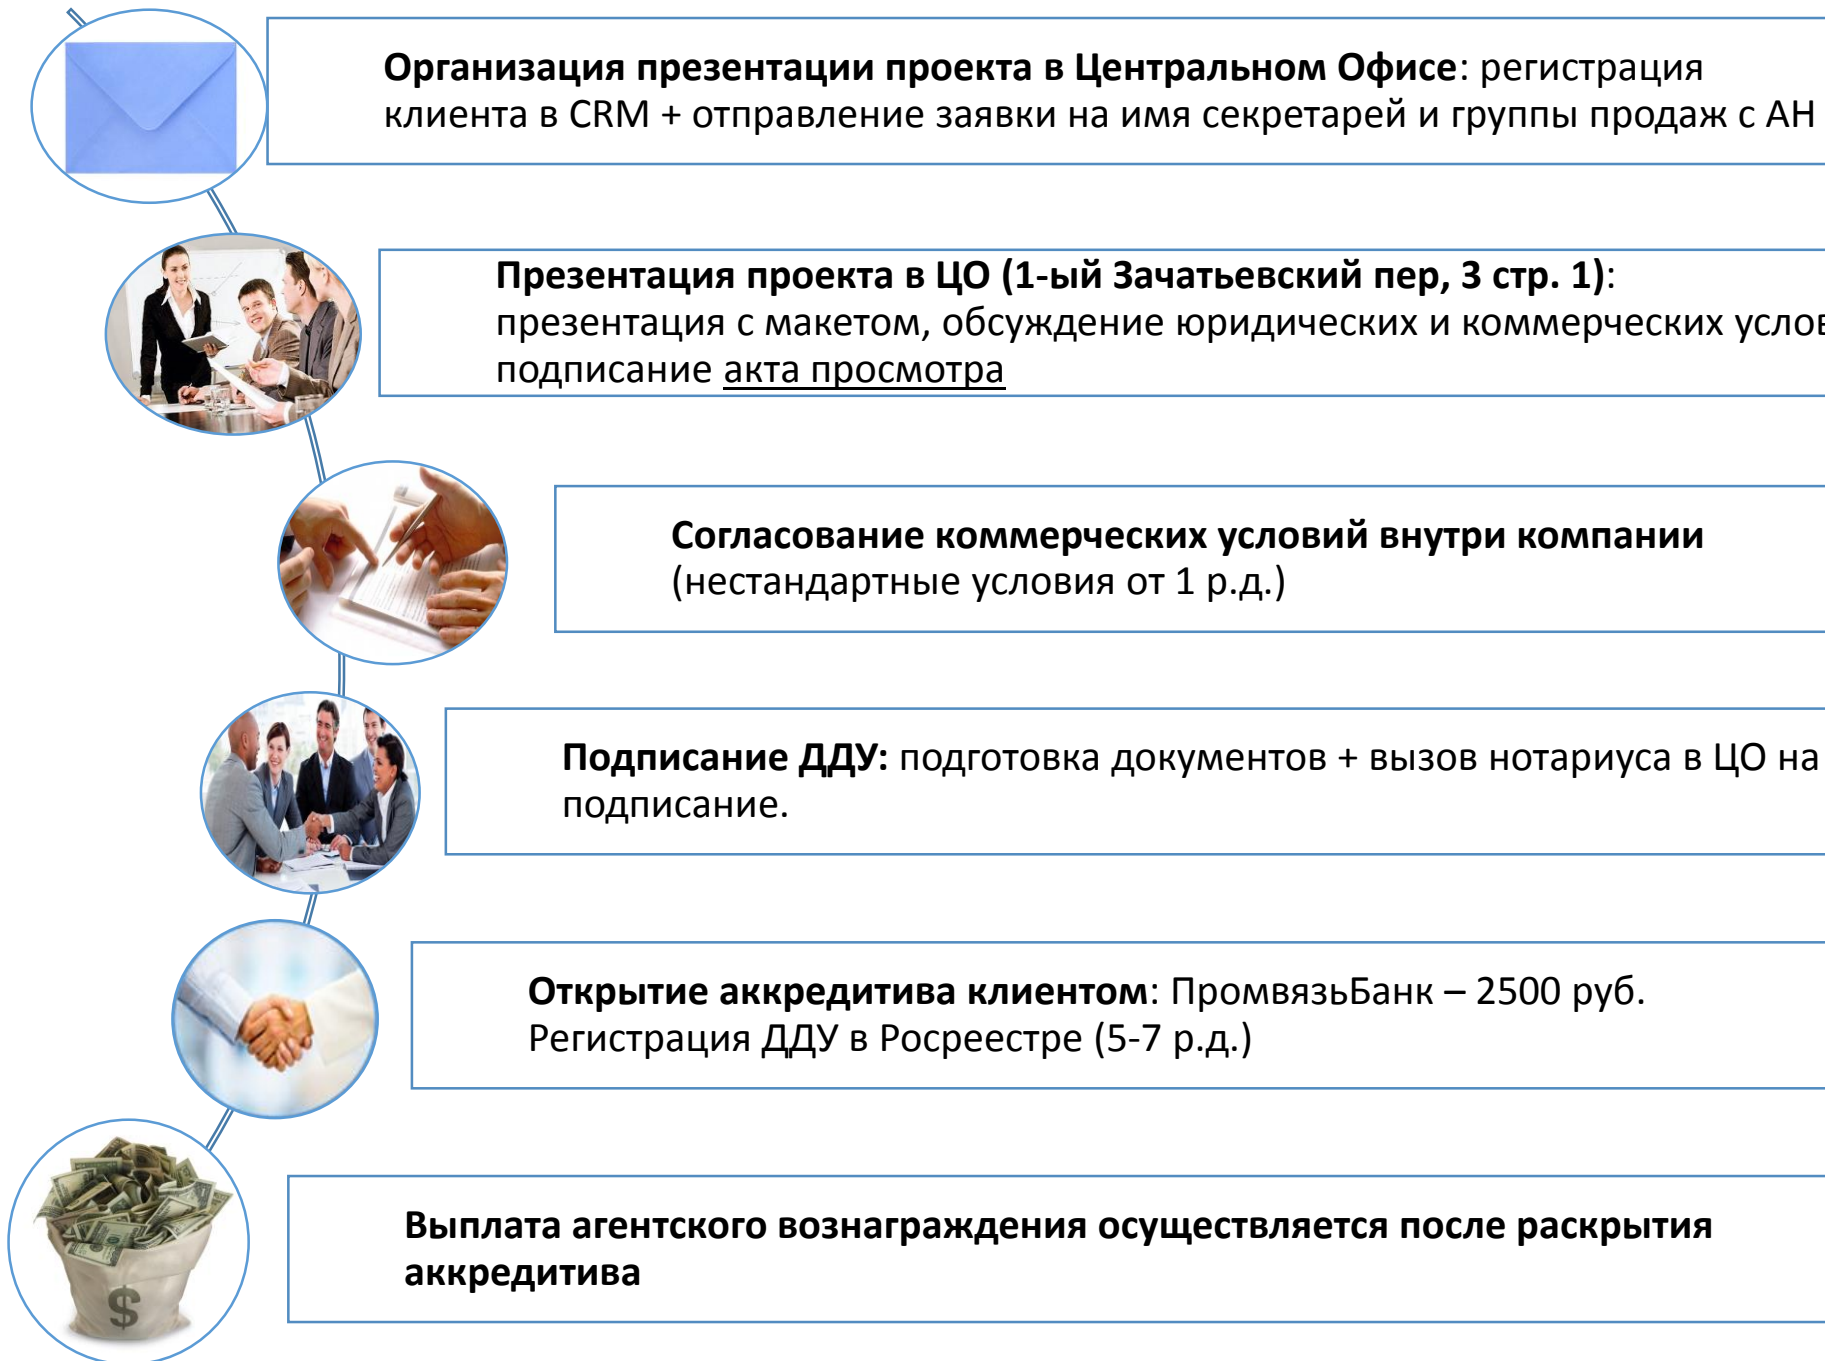 Организация презентации проекта в Центральном Офисе: регистрация
клиента в CRM + отправление заявки на имя секретарей и группы продаж с АН
Презентация проекта в ЦО (1-ый Зачатьевский пер, 3 стр. 1):
презентация с макетом, обсуждение юридических и коммерческих услов
подписание акта просмотра
Согласование коммерческих условий внутри компании
(нестандартные условия от 1 р.д.)
Подписание ДДУ: подготовка документов + вызов нотариуса в ЦО на
подписание.
Открытие аккредитива клиентом: ПромвязьБанк – 2500 руб.
Регистрация ДДУ в Росреестре (5-7 р.д.)
$
Выплата агентского вознаграждения осуществляется после раскрытия
аккредитива